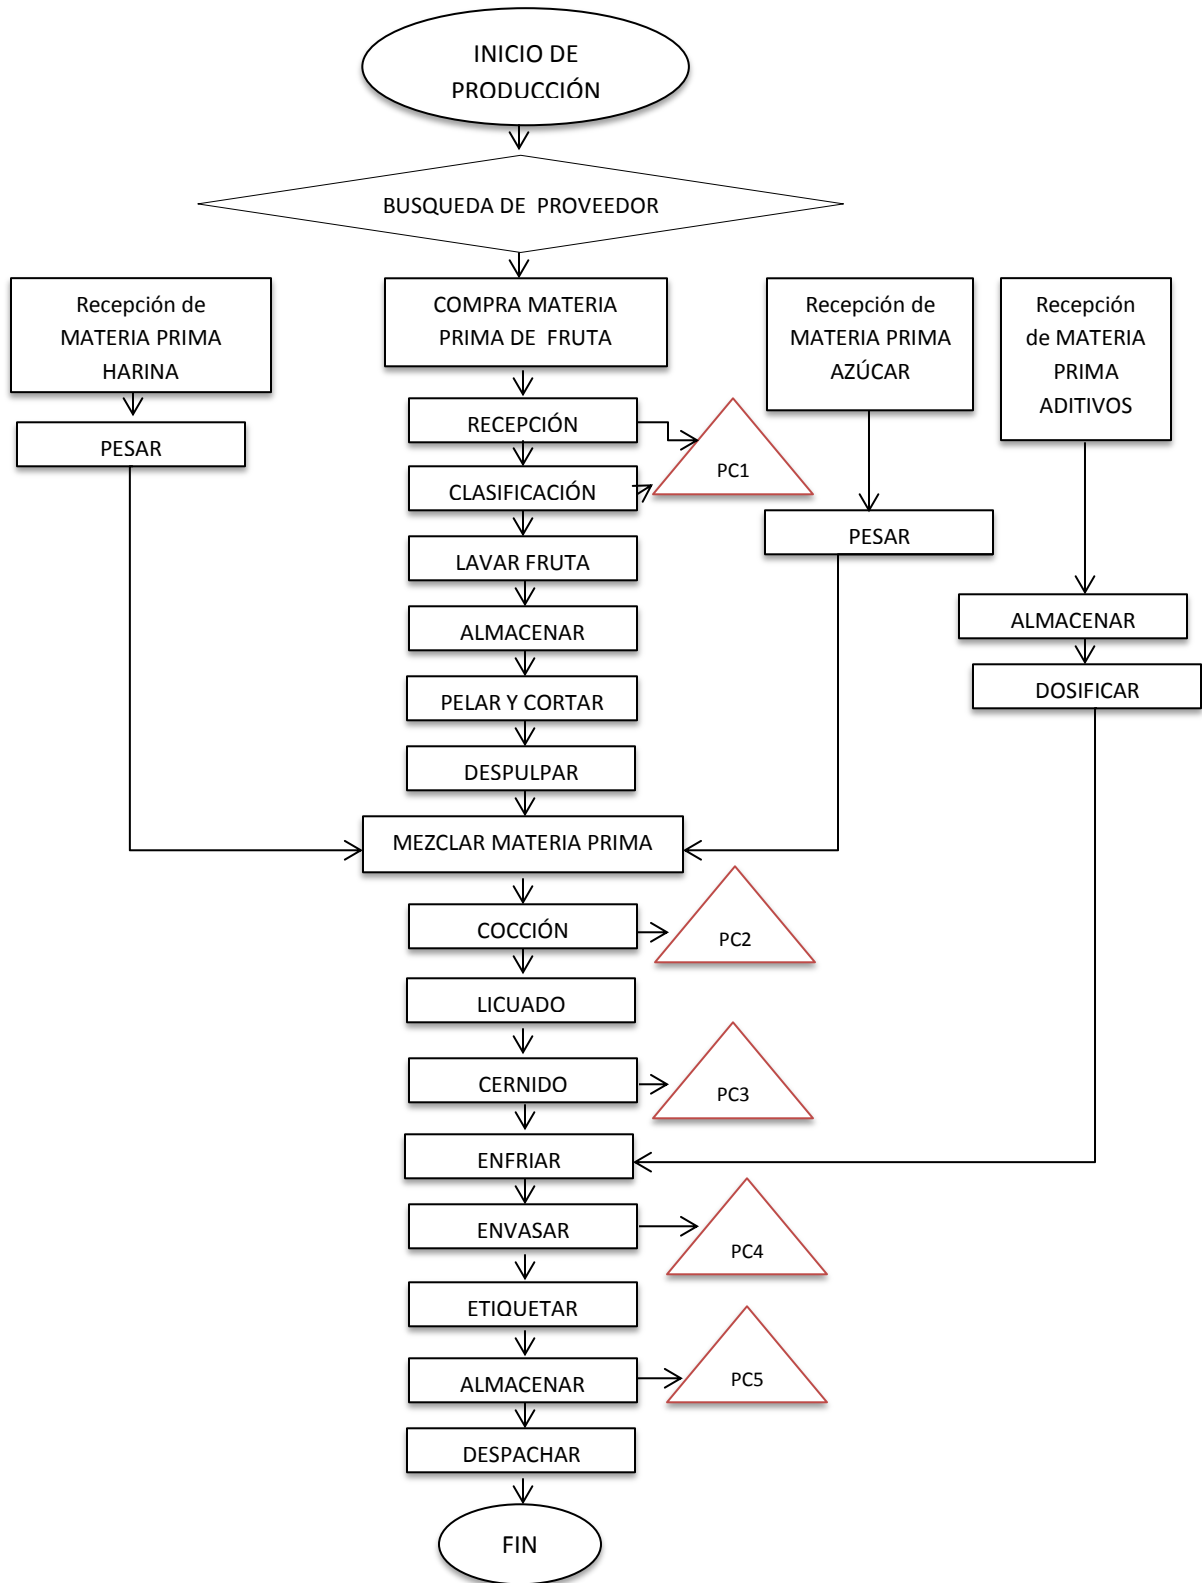 INICIO DE
PRODUCCIÓN
BUSQUEDA DE PROVEEDOR
Recepción de
MATERIA PRIMA
HARINA
COMPRA MATERIA
PRIMA DE FRUTA
Recepción de
MATERIA PRIMA
AZÚCAR
Recepción
de MATERIA
PRIMA
ADITIVOS
RECEPCIÓN
PESAR
PC1
CLASIFICACIÓN
PESAR
LAVAR FRUTA
ALMACENAR
ALMACENAR
PELAR Y CORTAR
DOSIFICAR
DESPULPAR
MEZCLAR MATERIA PRIMA
COCCIÓN
PC2
LICUADO
CERNIDO
PC3
ENFRIAR
ENVASAR
PC4
ETIQUETAR
ALMACENAR
PC5
DESPACHAR
FIN